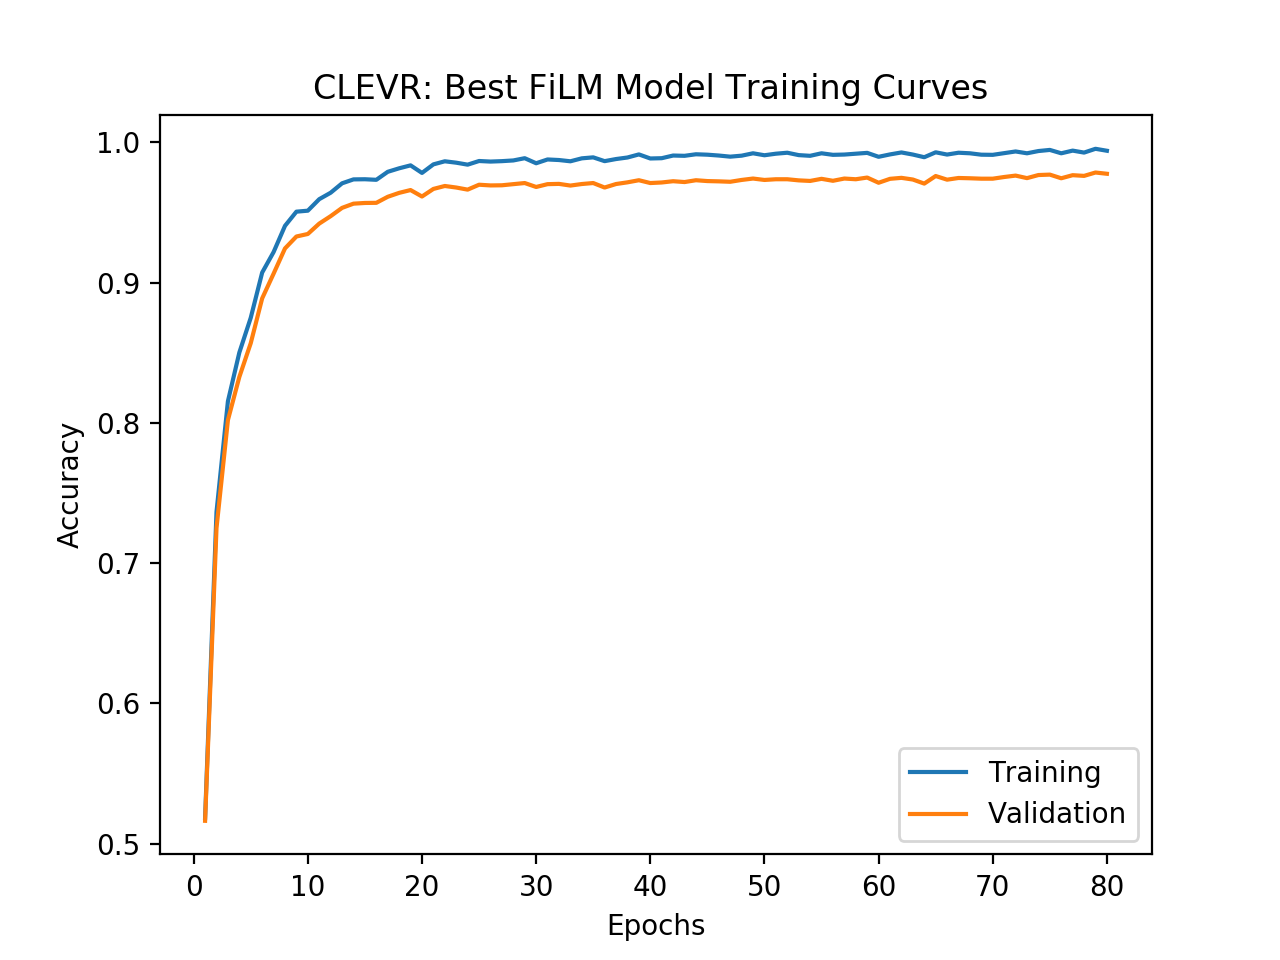 CLEVR: Best FiLM Model Training Curves
1.0
0.9
0.8
0.7
0.6
0.5
Accuracy
0 10 20 30 40 50 60 70 80
Epochs
Training
Validation